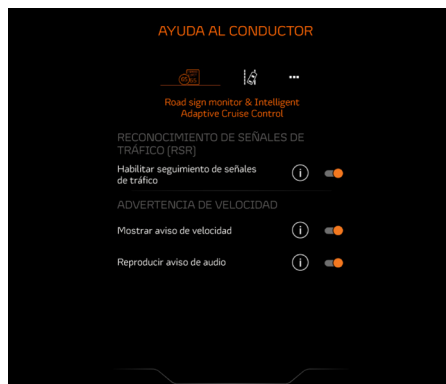 AYUDA AL CONDUCTOR
Road sign monitor & Intelligent
Adaptive Cruise Control
RECONOCIMIENTO DE SEÑALES DE
TRÁFICO (RSR)
Habilitar seguimiento de señales
de tráfico
ADVERTENCIA DE VELOCIDAD
Mostrar aviso de velocidad
Reproducir aviso de audio